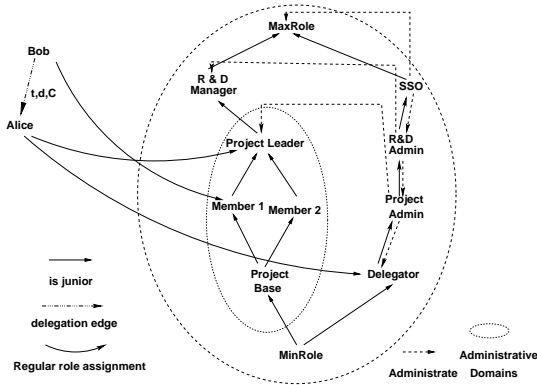 MaxRole
Bob
R & D
Manager
SSO
t,d,C
Alice
Project Leader
R&D
Admin
Member 1
Member 2
Project
Admin
Project
Base
Delegator
is junior
delegation edge
MinRole
Regular role assignment
Administrate
Administrative
Domains